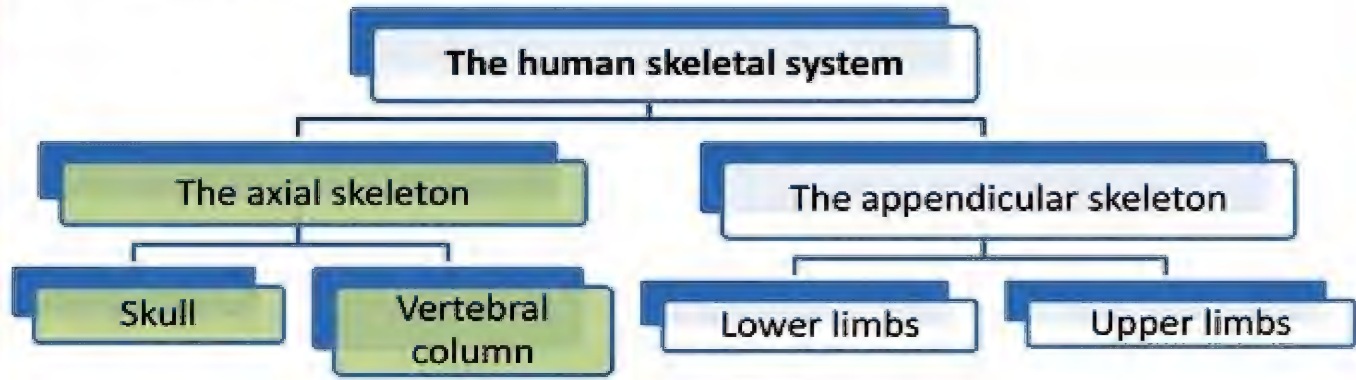 The human skeletal system
The axial skeleton
The appendicular skeleton
Skull
Vertebral
column
Lower limbs
Upper limbs